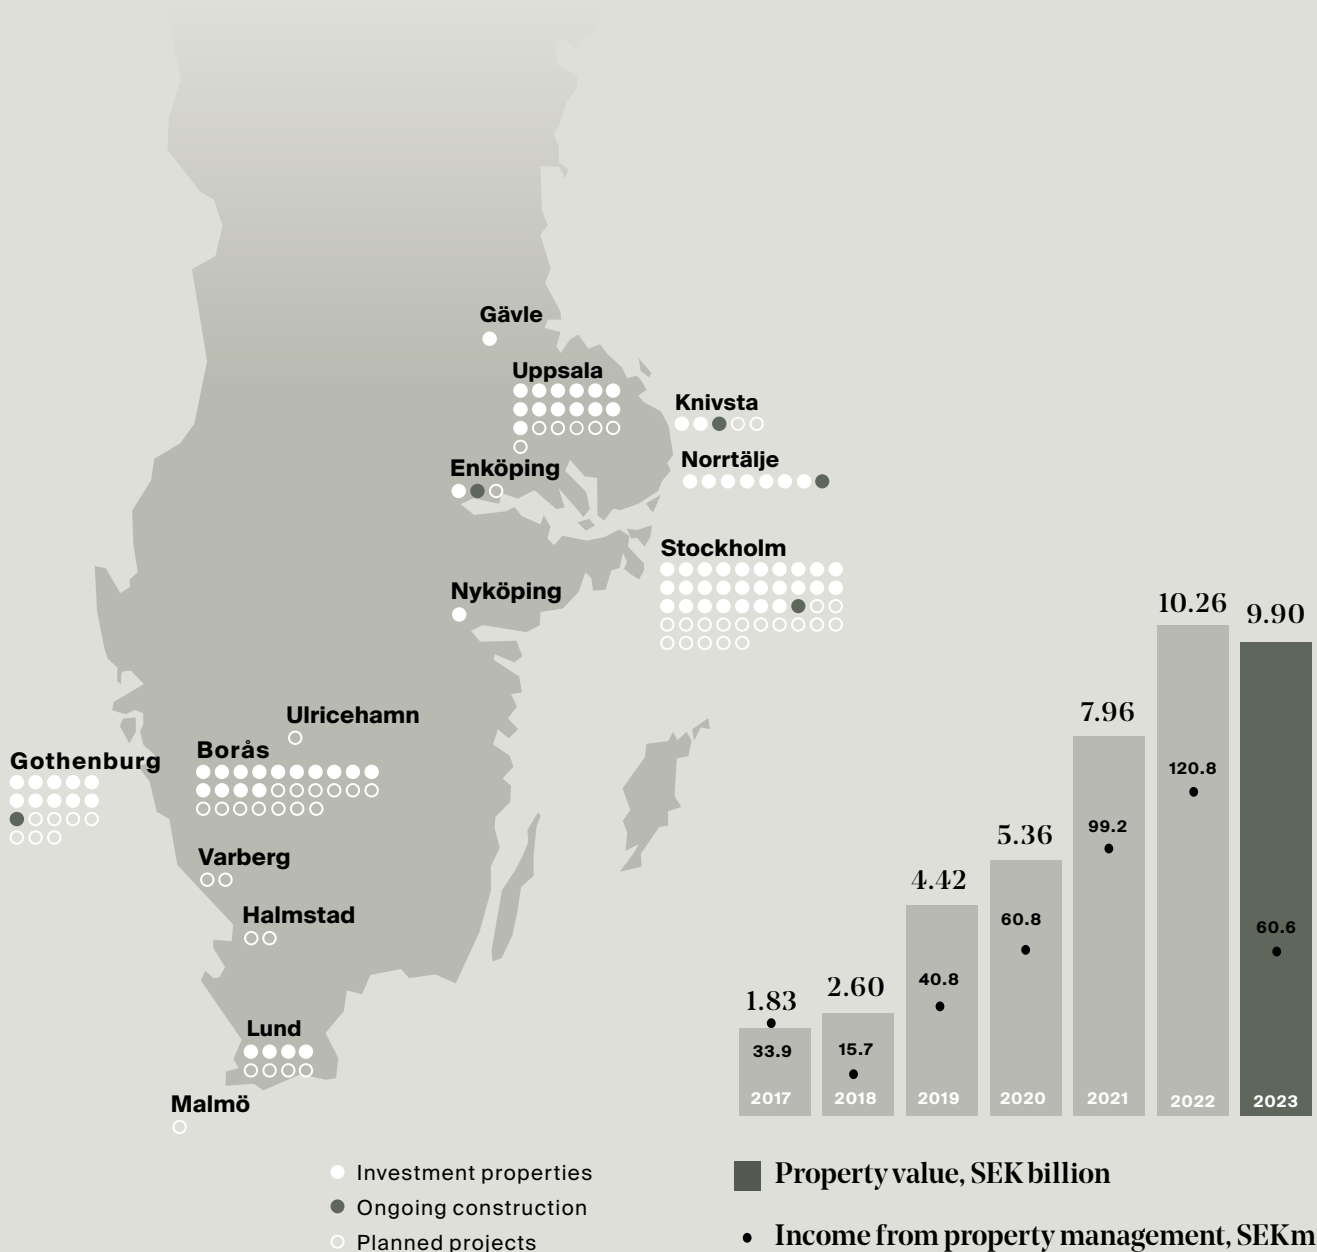 Gävle
Uppsala
Knivsta
Norrtälje
Enköping
Stockholm
Nyköping
Ulricehamn
Borås
Gothenburg
Varberg
Halmstad
Lund
Malmö
Investment properties
Ongoing construction
Planned projects
1.83
2.60
4.42
5.36
7.96
10.26
9.90
33.9
15.7
40.8
60.8
99.2
120.8
60.6
2017
2018
2019
2020
2021
2022
2023
Property value, SEK billion
Income from property management, SEKm